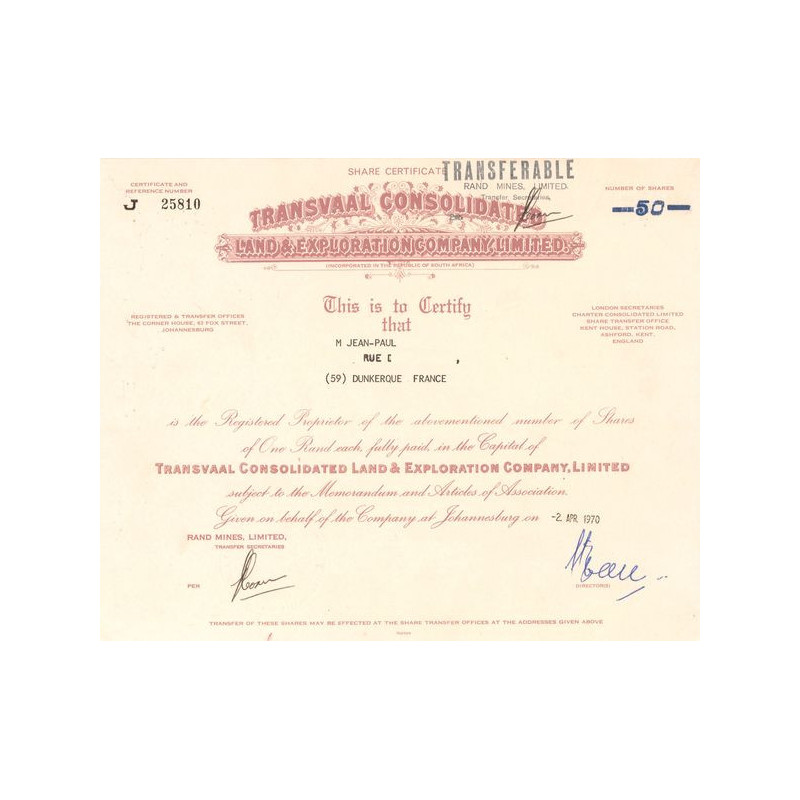 SHARE CERTIFICATE
TRANSFERABLE
RAND MINES, LIMITED.
Transfer Secretaries,
CERTIFICATE AND
REFERENCE NUMBER
J 25810
NUMBER OF SHARES
—50—
TRANSVAAL CONSOLIDATED
LAND & EXPLORATION COMPANY, LIMITED.
(INCORPORATED IN THE REPUBLIC OF SOUTH AFRICA)
REGISTERED & TRANSFER OFFICES
THE CORNER HOUSE, 67 FOX STREET,
JOHANNESBURG
This is to Certify
that
LONDON SECRETARIES
CHARTER CONSOLIDATED LIMITED
SHARE TRANSFER OFFICE
KENT HOUSE, STATION ROAD,
ASHFORD, KENT.
ENGLAND
M JEAN-PAUL
RUE
(59) DUNKERQUE FRANCE
is the Registered Proprietor of the abovementioned number of Shares
of One Rand each, fully paid, in the Capital of
TRANSVAAL CONSOLIDATED LAND & EXPLORATION COMPANY, LIMITED
subject to the Memorandum and Articles of Association.
Given on behalf of the Company at Johannesburg on -2 APR 1970
RAND MINES, LIMITED,
TRANSFER SECRETARIES
PER
DIRECTOR(S)
TRANSFER OF THESE SHARES MAY BE EFFECTED AT THE SHARE TRANSFER OFFICES AT THE ADDRESSES GIVEN ABOVE